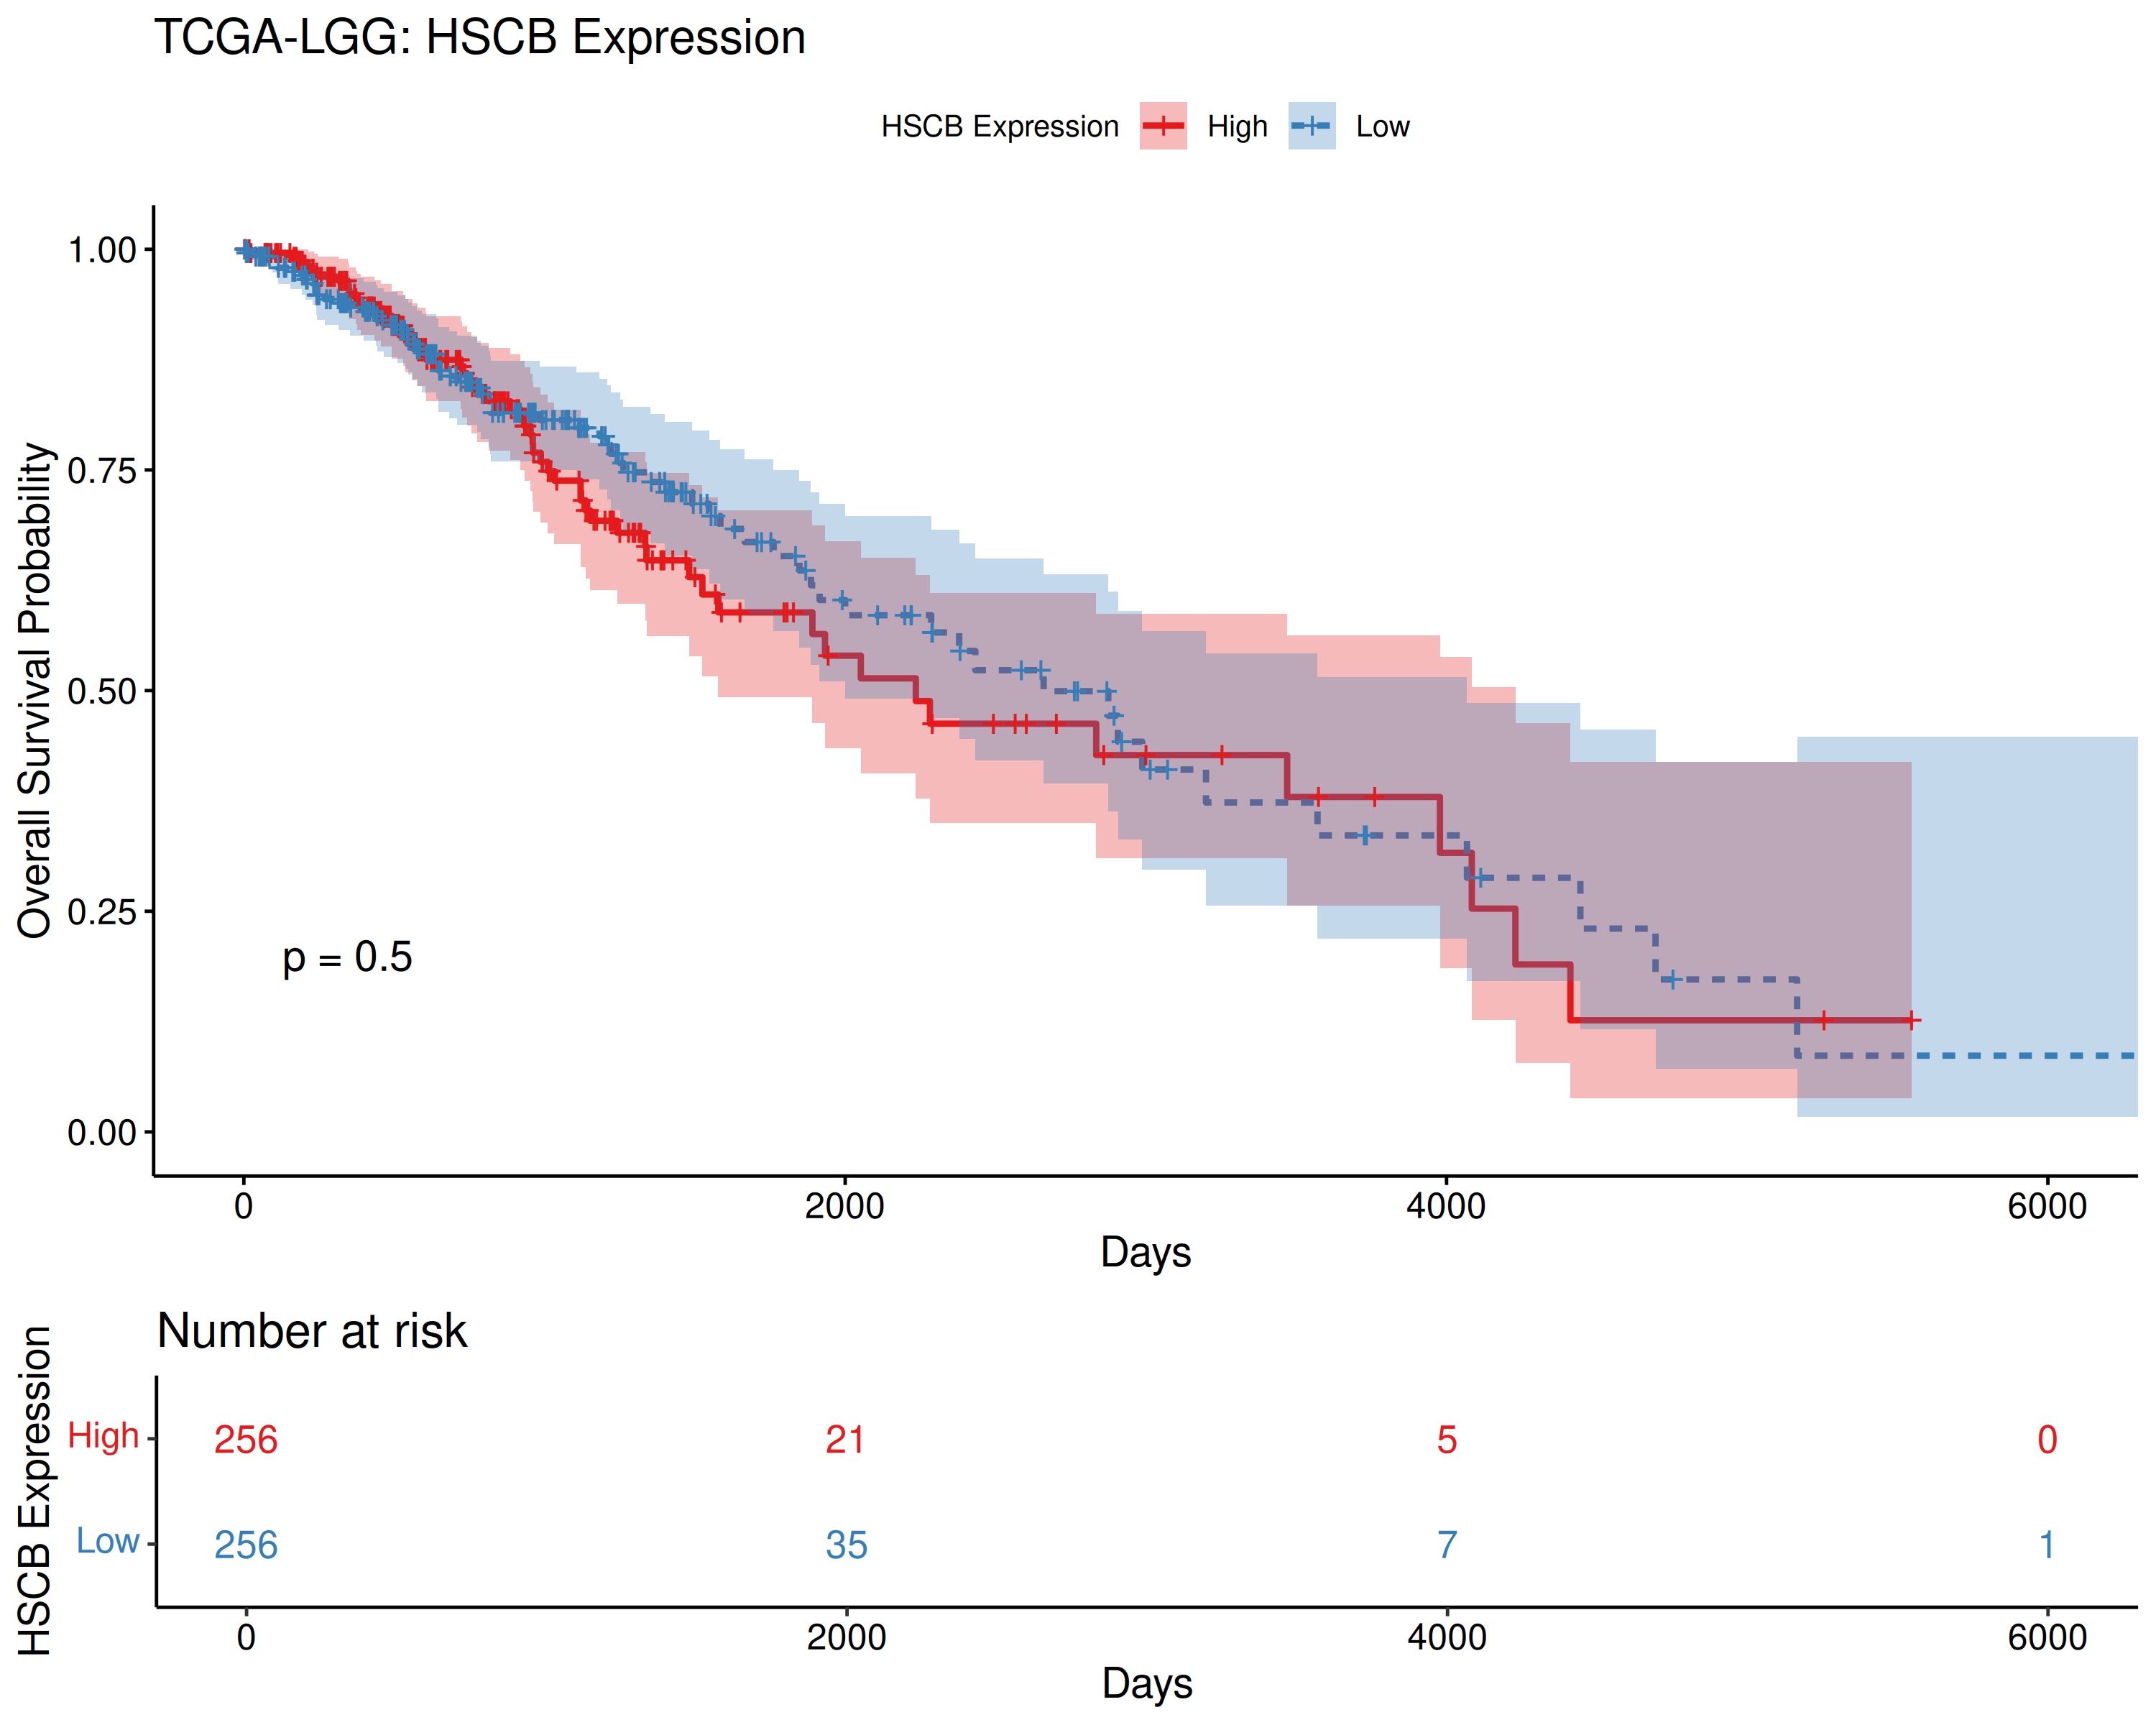 TCGA-LGG: HSCB Expression
HSCB Expression High Low
Overall Survival Probability
1.00
0.75
0.50
0.25
0.00
p = 0.5
0 2000 4000 6000
Days
Number at risk
HSCB Expression
High 256 21 5 0
Low 256 35 7 1
0 2000 4000 6000
Days